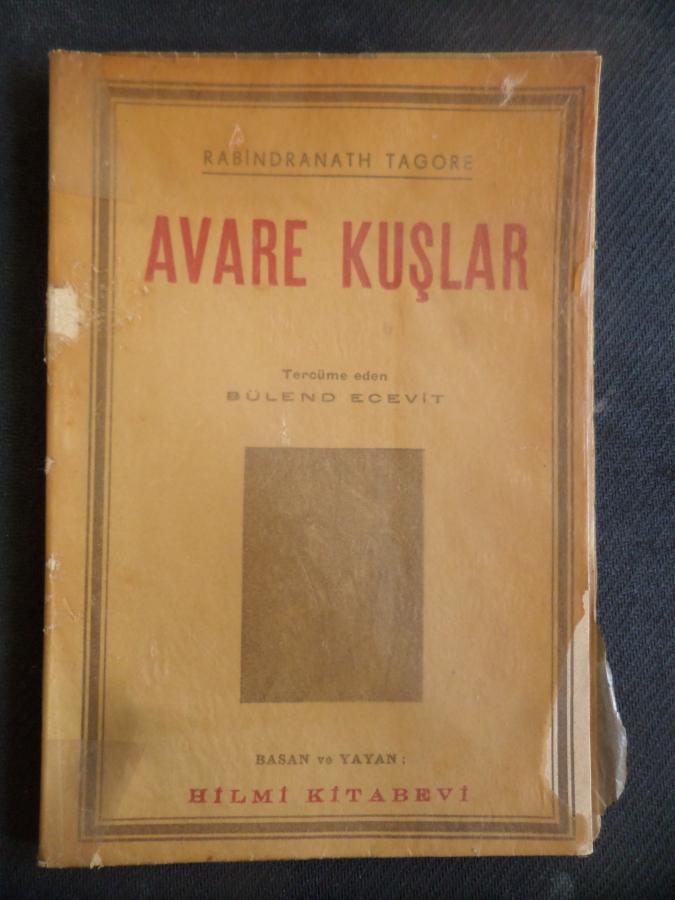 RABİNDRANATH TAGORE
AVARE KUŞLAR
Tercüme eden
BÜLEND ECEVİT
BASAN ve YAYAN :
HİLMİ KİTABEVİ